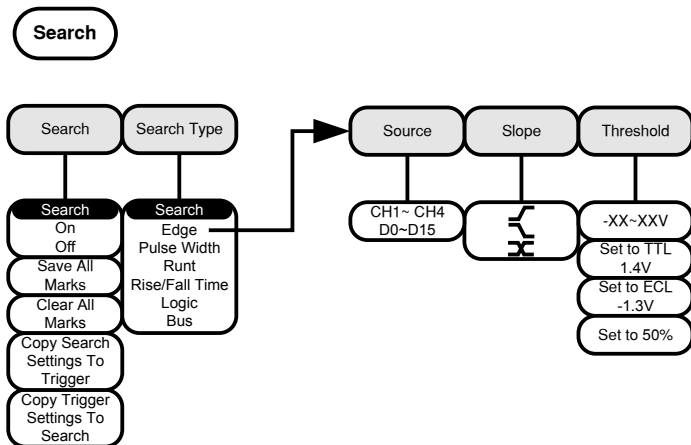 Search
Search
Search Type
Source
Slope
Threshold
Search
On
Off
Save All
Marks
Clear All
Marks
Copy Search
Settings To
Trigger
Copy Trigger
Settings To
Search
Search
Edge
Pulse Width
Runt
Rise/Fall Time
Logic
Bus
CH1~ CH4
D0~D15
-XX~XXV
Set to TTL
1.4V
Set to ECL
-1.3V
Set to 50%